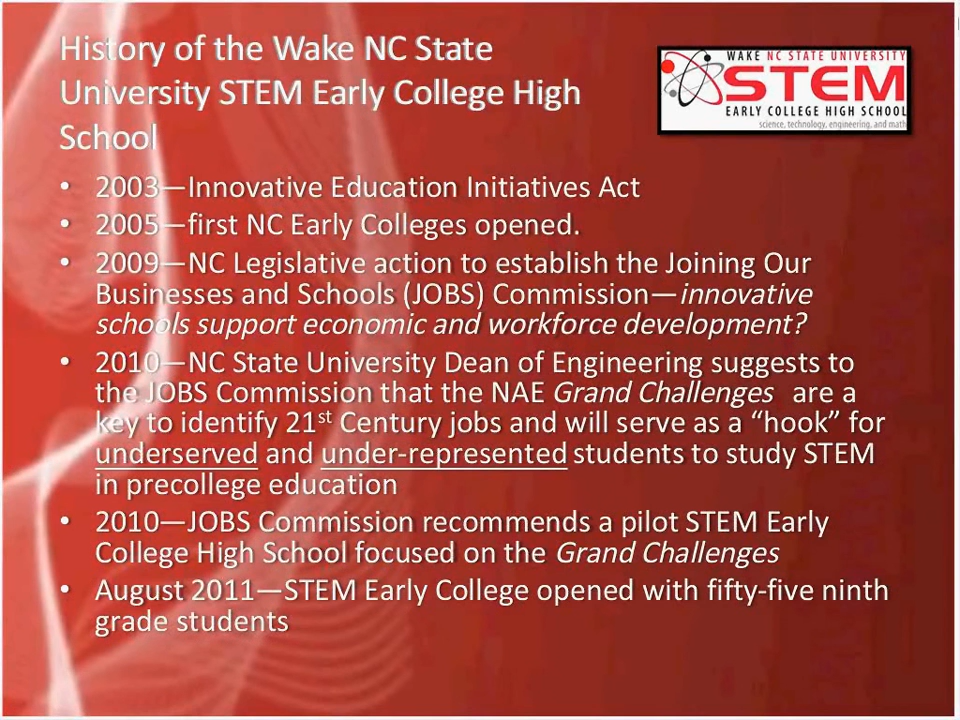 History of the Wake NC State
University STEM Early College High
School
WAKE NC STATE UNIVERSITY
STEM
EARLY COLLEGE HIGH SCHOOL
science, technology, engineering, and math
• 2003—Innovative Education Initiatives Act
• 2005—first NC Early Colleges opened.
• 2009—NC Legislative action to establish the Joining Our
Businesses and Schools (JOBS) Commission—innovative
schools support economic and workforce development?
• 2010—NC State University Dean of Engineering suggests to
the JOBS Commission that the NAE Grand Challenges are a
key to identify 21st Century jobs and will serve as a “hook” for
underserved and under-represented students to study STEM
in precollege education
• 2010—JOBS Commission recommends a pilot STEM Early
College High School focused on the Grand Challenges
• August 2011—STEM Early College opened with fifty-five ninth
grade students